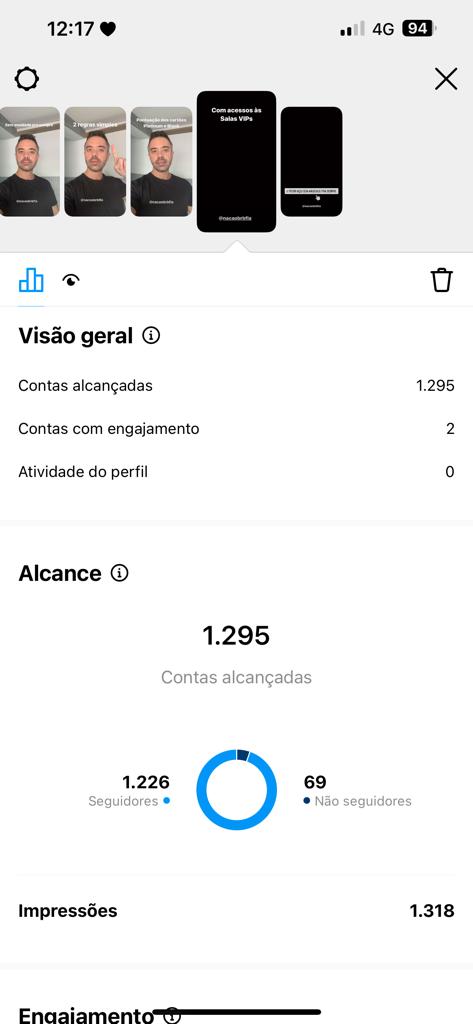 12:17
4G
94
2 regras simples
@nacaobrbfla
Pontuação dos cartões
Platinum e Black
@nacaobrbfla
Com acessos às
Salas VIPs
@nacaobrbfla
@nacaobrbfla
Visão geral
Contas alcançadas 1.295
Contas com engajamento 2
Atividade do perfil 0
Alcance
1.295
Contas alcançadas
1.226
Seguidores
69
Não seguidores
Impressões 1.318
Engajamento